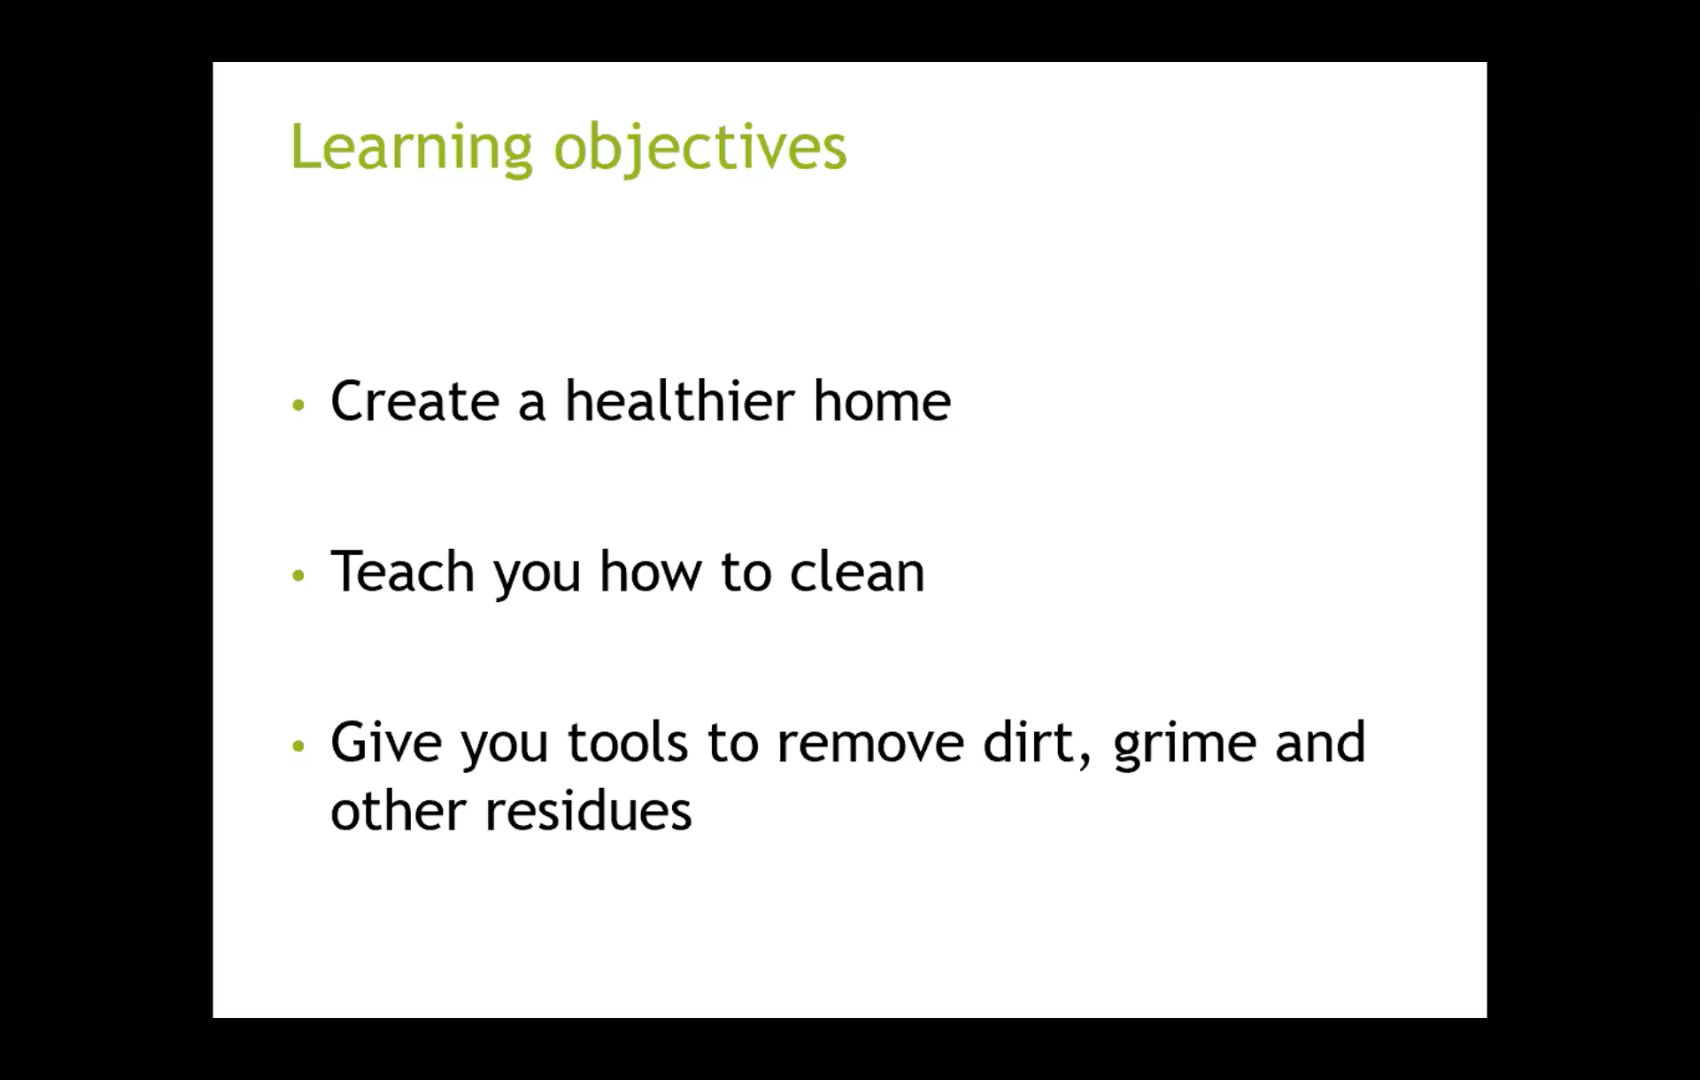 Learning objectives
• Create a healthier home
• Teach you how to clean
• Give you tools to remove dirt, grime and
other residues